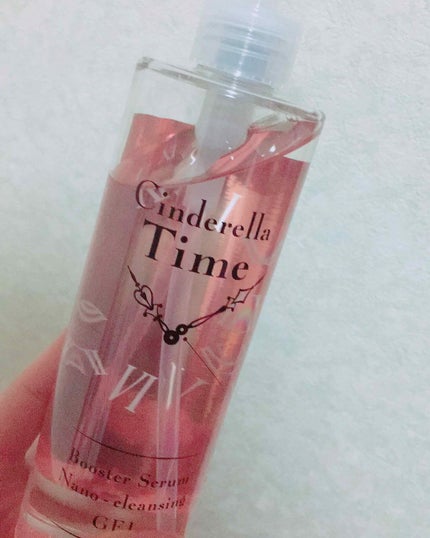 Cinderella
Time
VI
Booster Serum
Nano-cleansing
GEL